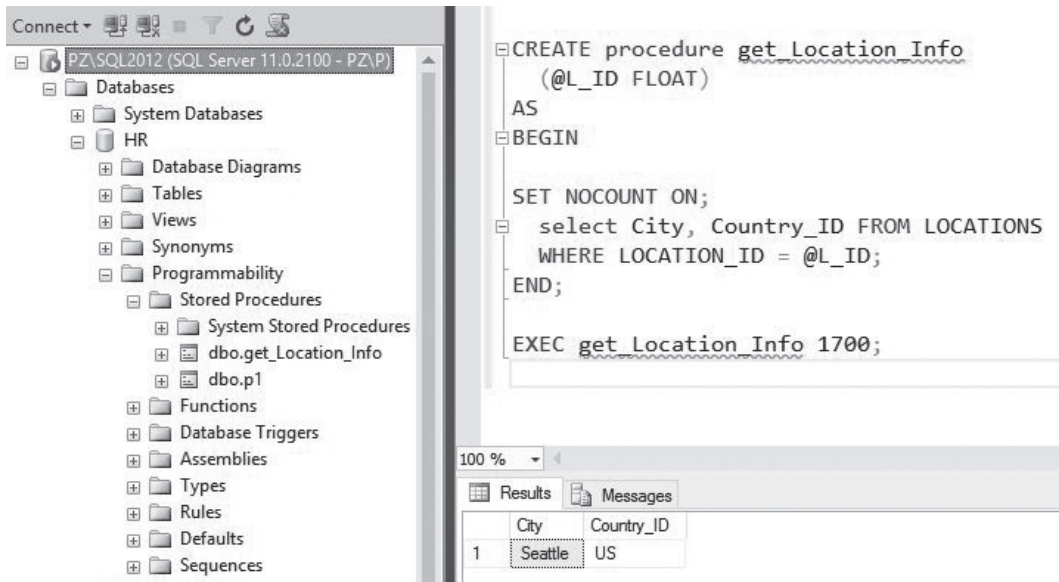 Connect
PZ\SQL2012 (SQL Server 11.0.2100 - PZ\P)
Databases
System Databases
HR
Database Diagrams
Tables
Views
Synonyms
Programmability
Stored Procedures
System Stored Procedures
dbo.get_Location_Info
dbo.p1
Functions
Database Triggers
Assemblies
Types
Rules
Defaults
Sequences
CREATE procedure get_Location_Info
(@L_ID FLOAT)
AS
BEGIN
SET NOCOUNT ON;
select City, Country_ID FROM LOCATIONS
WHERE LOCATION_ID = @L_ID;
END;
EXEC get_Location_Info 1700;
100 %
Results Messages
City Country_ID
1 Seattle US